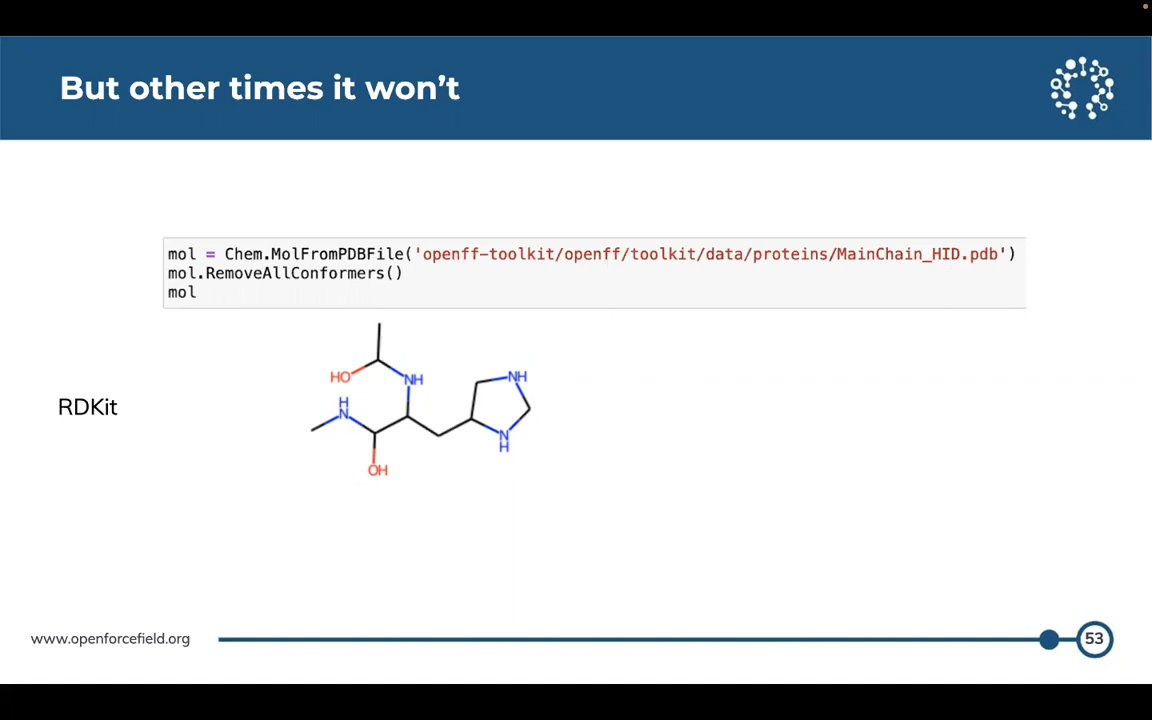 But other times it won't
mol = Chem.MolFromPDBFile('openff-toolkit/openff/toolkit/data/proteins/MainChain_HID.pdb')
mol.RemoveAllConformers()
mol
RDKit
HO
NH
H
N
OH
NH
N
H
www.openforcefield.org
53